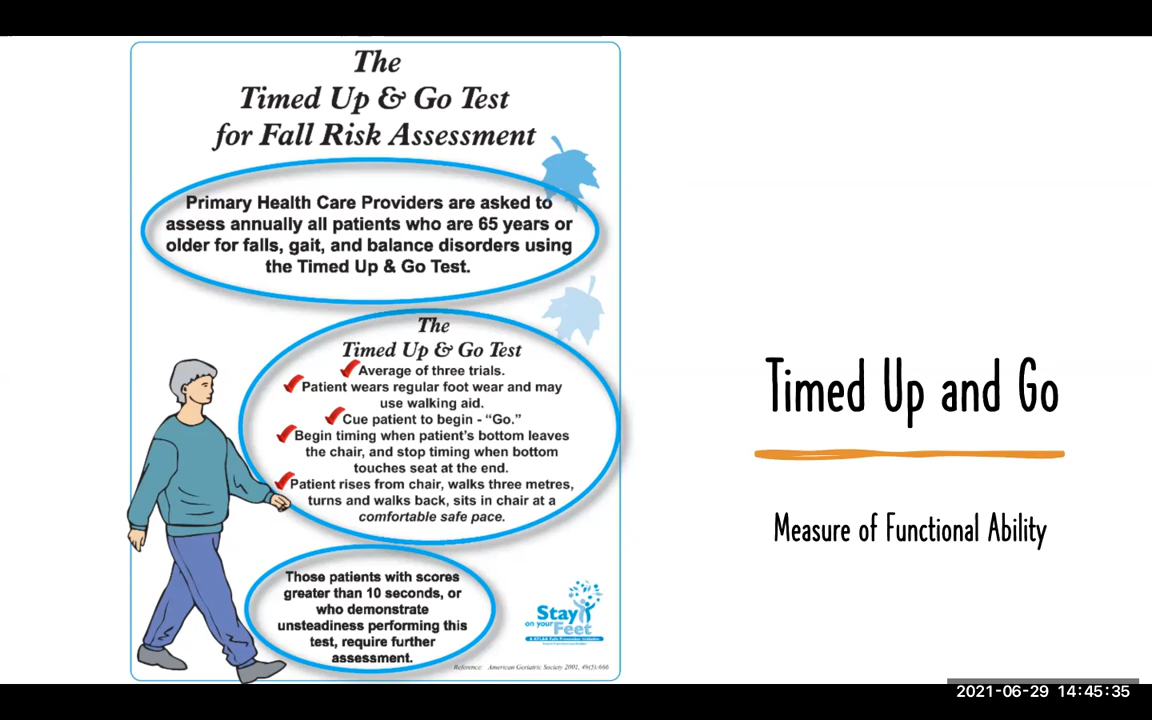 The
Timed Up & Go Test
for Fall Risk Assessment
Primary Health Care Providers are asked to
assess annually all patients who are 65 years or
older for falls, gait, and balance disorders using
the Timed Up & Go Test.
The
Timed Up & Go Test
Average of three trials.
Patient wears regular foot wear and may
use walking aid.
Cue patient to begin - “Go.”
Begin timing when patient’s bottom leaves
the chair, and stop timing when bottom
touches seat at the end.
Patient rises from chair, walks three metres,
turns and walks back, sits in chair at a
comfortable safe pace.
Those patients with scores
greater than 10 seconds, or
who demonstrate
unsteadiness performing this
test, require further
assessment.
Stay
on your
Feet
Reference: American Geriatric Society 2001, 49(5):666
Timed Up and Go
Measure of Functional Ability
2021-06-29 14:45:35